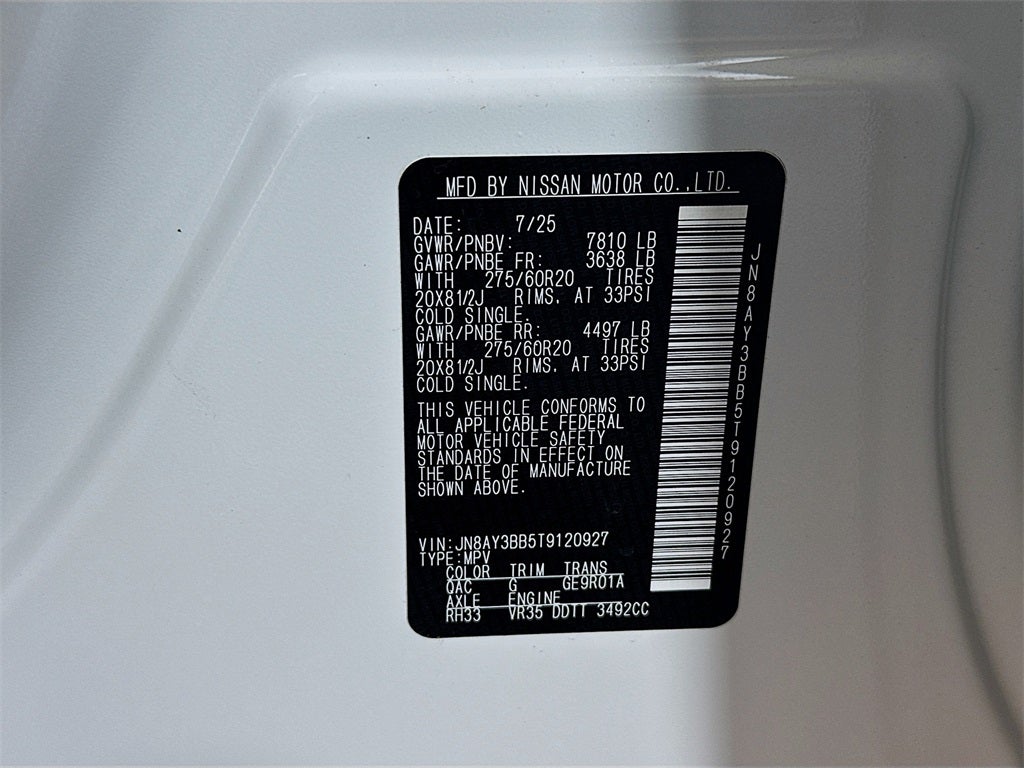 MFD BY NISSAN MOTOR CO.,LTD.
DATE: 7/25
GVWR/PNBV: 7810 LB
GAWR/PNBE FR: 3638 LB
WITH 275/60R20 TIRES
20X81/2J RIMS. AT 33PSI
COLD SINGLE.
GAWR/PNBE RR: 4497 LB
WITH 275/60R20 TIRES
20X81/2J RIMS. AT 33PSI
COLD SINGLE.
THIS VEHICLE CONFORMS TO
ALL APPLICABLE FEDERAL
MOTOR VEHICLE SAFETY
STANDARDS IN EFFECT ON
THE DATE OF MANUFACTURE
SHOWN ABOVE.
VIN:JN8AY3BB5T9120927
TYPE:MPV
COLOR TRIM TRANS
QAC G GE9R01A
AXLE ENGINE
RH33 VR35 DDTT 3492CC
JN8AY3BB5T9120927